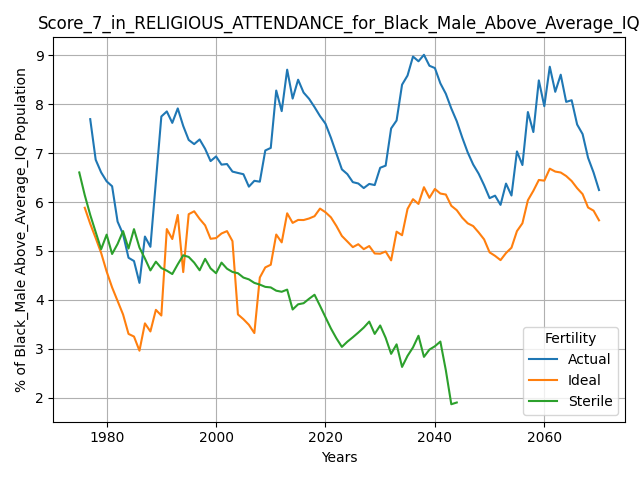 Score_7_in_RELIGIOUS_ATTENDANCE_for_Black_Male_Above_Average_IQ
% of Black_Male Above_Average_IQ Population
9
8
7
6
5
4
3
2
1980
2000
2020
2040
2060
Years
Fertility
Actual
Ideal
Sterile